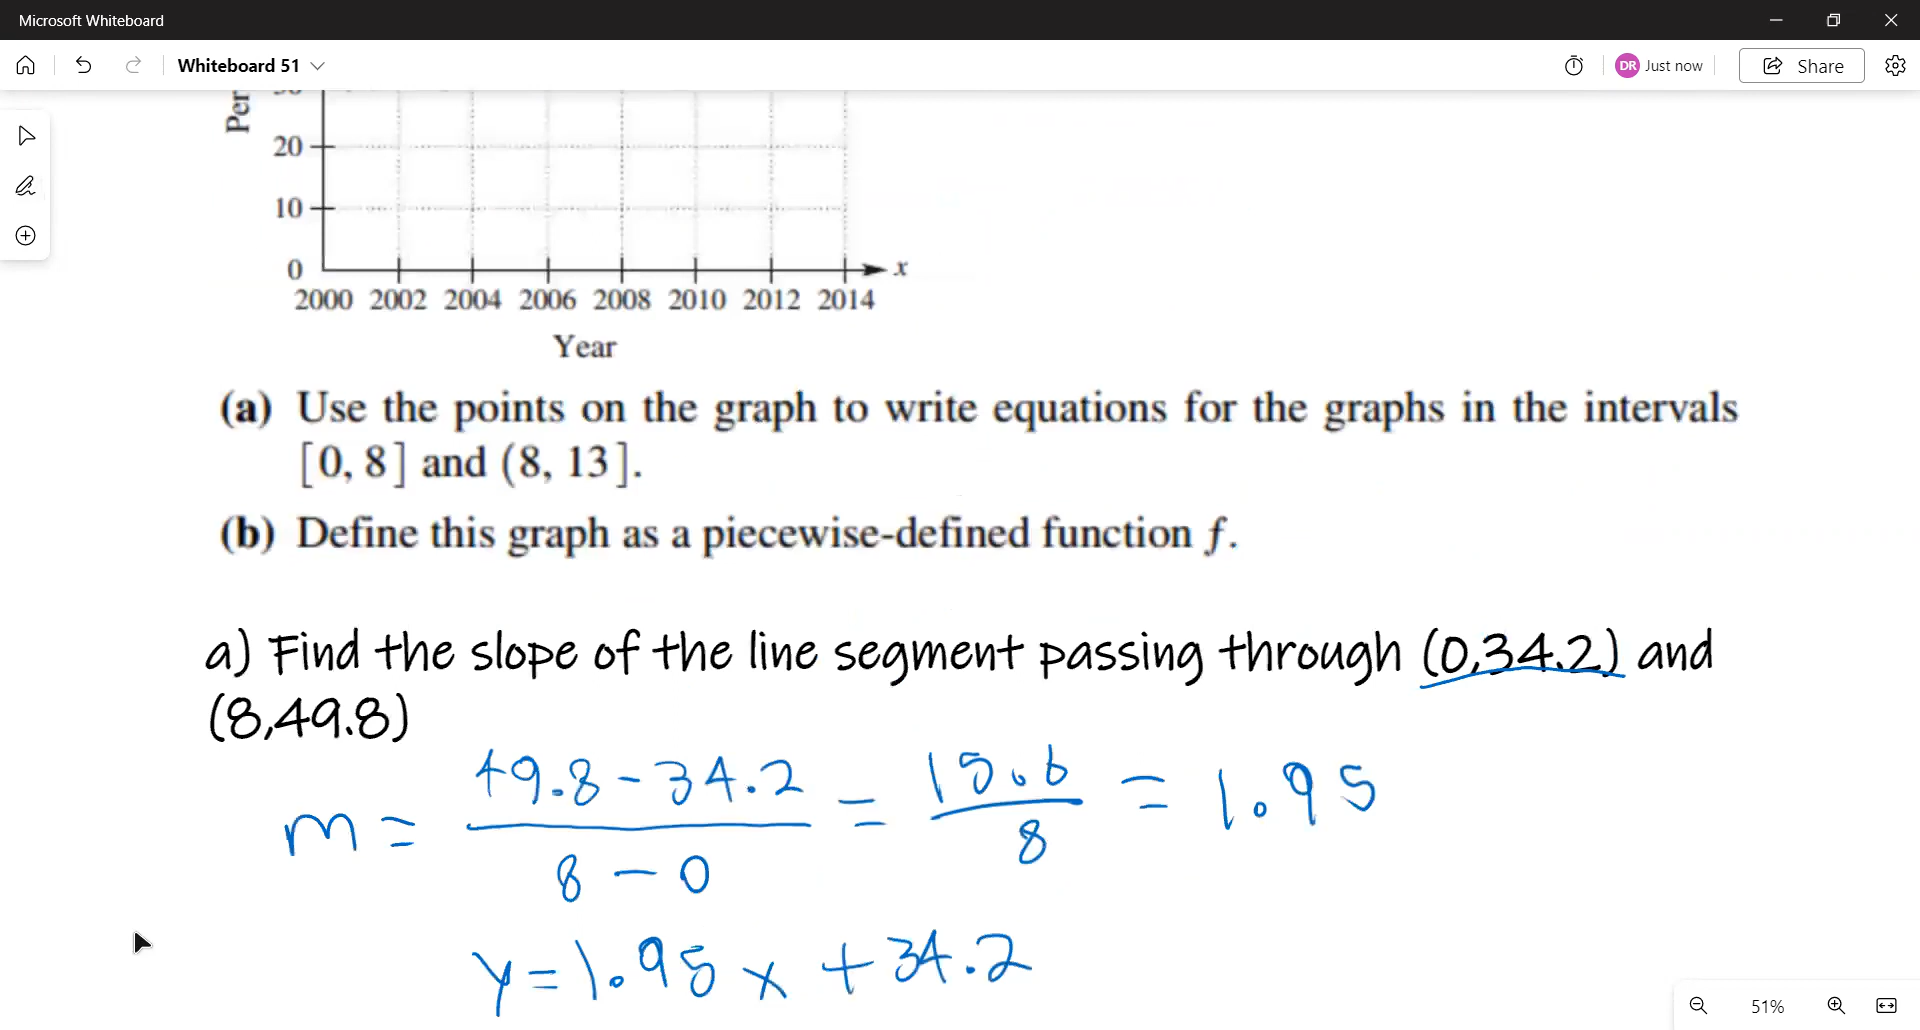 Microsoft Whiteboard
Whiteboard 51
DR Just now
Share
Per
20
10
0
x
2000 2002 2004 2006 2008 2010 2012 2014
Year
(a) Use the points on the graph to write equations for the graphs in the intervals
[0, 8] and (8, 13].
(b) Define this graph as a piecewise-defined function f.
a) Find the slope of the line segment passing through (0,34.2) and
(8,49.8)
m = 49.8 - 34.2 / 8 - 0 = 15.6 / 8 = 1.95
y = 1.95 x + 34.2
51%